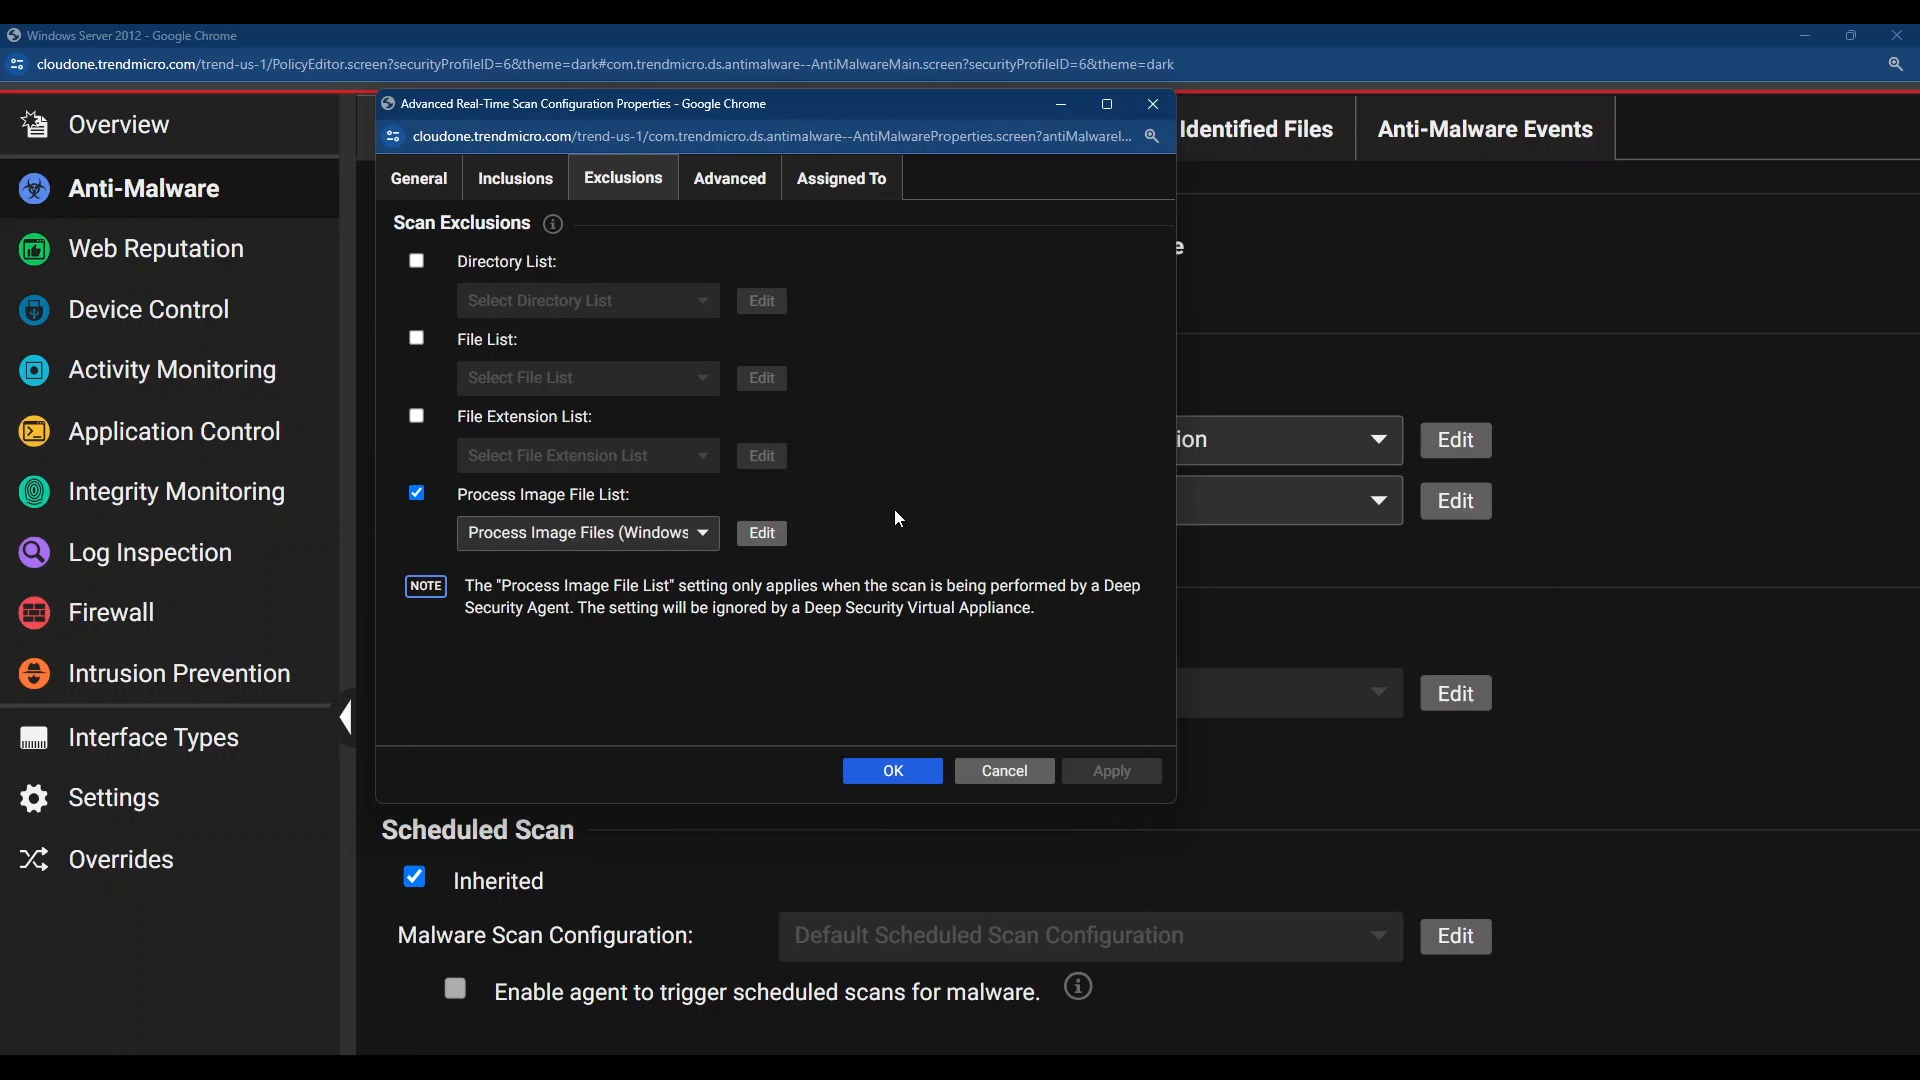 Windows Server 2012 - Google Chrome
cloudone.trendmicro.com/trend-us-1/PolicyEditor.screen?securityProfileID=6&theme=dark#com.trendmicro.ds.antimalware--AntiMalwareMain.screen?securityProfileID=6&theme=dark
Overview
Anti-Malware
Web Reputation
Device Control
Activity Monitoring
Application Control
Integrity Monitoring
Log Inspection
Firewall
Intrusion Prevention
Interface Types
Settings
Overrides
Identified Files
Anti-Malware Events
e
ion
Edit
Edit
Edit
Advanced Real-Time Scan Configuration Properties - Google Chrome
cloudone.trendmicro.com/trend-us-1/com.trendmicro.ds.antimalware--AntiMalwareProperties.screen?antiMalwareI...
General Inclusions Exclusions Advanced Assigned To
Scan Exclusions
Directory List:
Select Directory List Edit
File List:
Select File List Edit
File Extension List:
Select File Extension List Edit
Process Image File List:
Process Image Files (Windows Edit
NOTE The "Process Image File List" setting only applies when the scan is being performed by a Deep
Security Agent. The setting will be ignored by a Deep Security Virtual Appliance.
OK Cancel Apply
Scheduled Scan
Inherited
Malware Scan Configuration: Default Scheduled Scan Configuration Edit
Enable agent to trigger scheduled scans for malware.